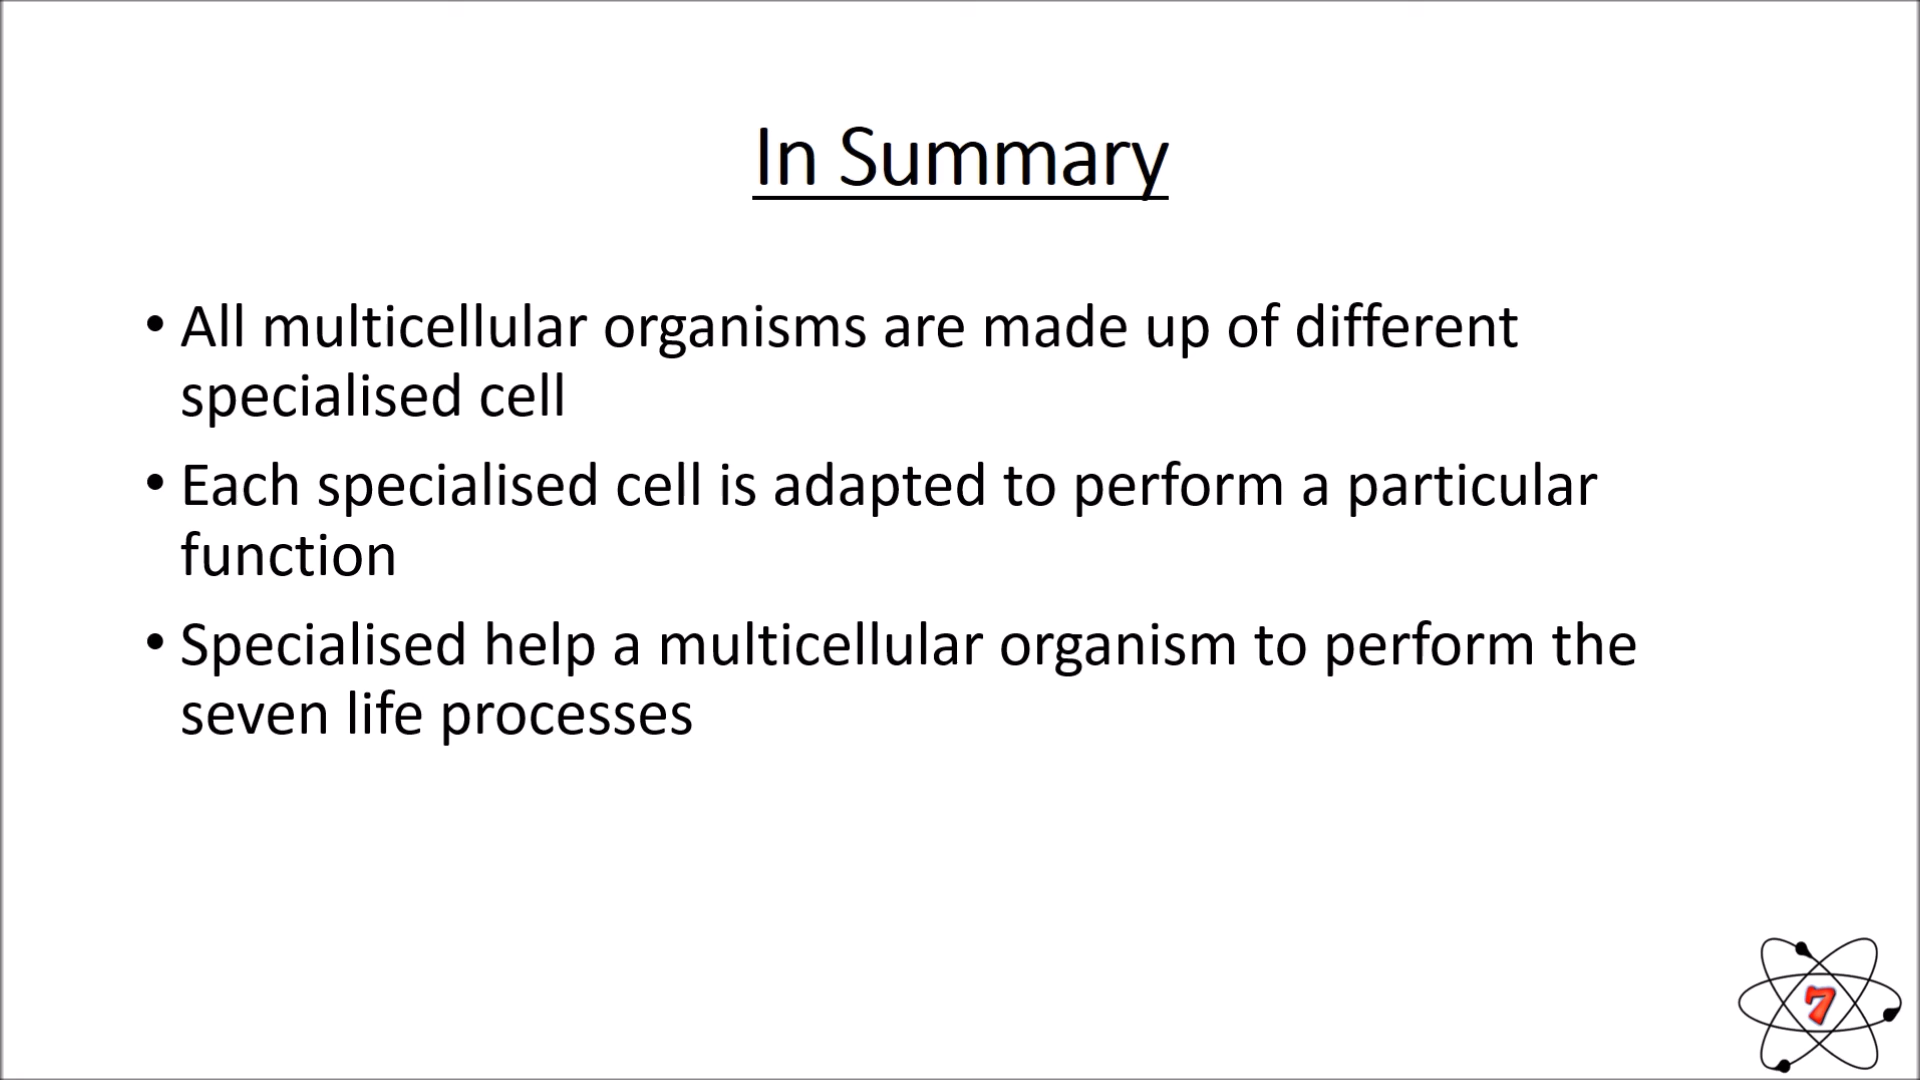 In Summary
• All multicellular organisms are made up of different
specialised cell
• Each specialised cell is adapted to perform a particular
function
• Specialised help a multicellular organism to perform the
seven life processes
7